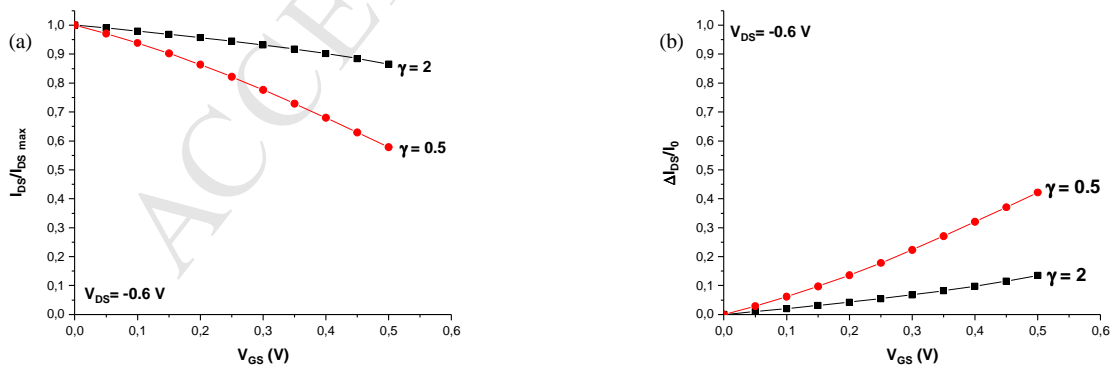 (a)
1,0
0,9
0,8
0,7
0,6
0,5
0,4
0,3
0,2
0,1
0,0
I_DS/I_DS max
γ = 2
γ = 0.5
V_DS= -0.6 V
0,0 0,1 0,2 0,3 0,4 0,5 0,6
V_GS (V)
ACCE
(b)
1,0
0,9
0,8
0,7
0,6
0,5
0,4
0,3
0,2
0,1
0,0
ΔI_DS/I_0
V_DS= -0.6 V
γ = 0.5
γ = 2
0,0 0,1 0,2 0,3 0,4 0,5 0,6
V_GS (V)